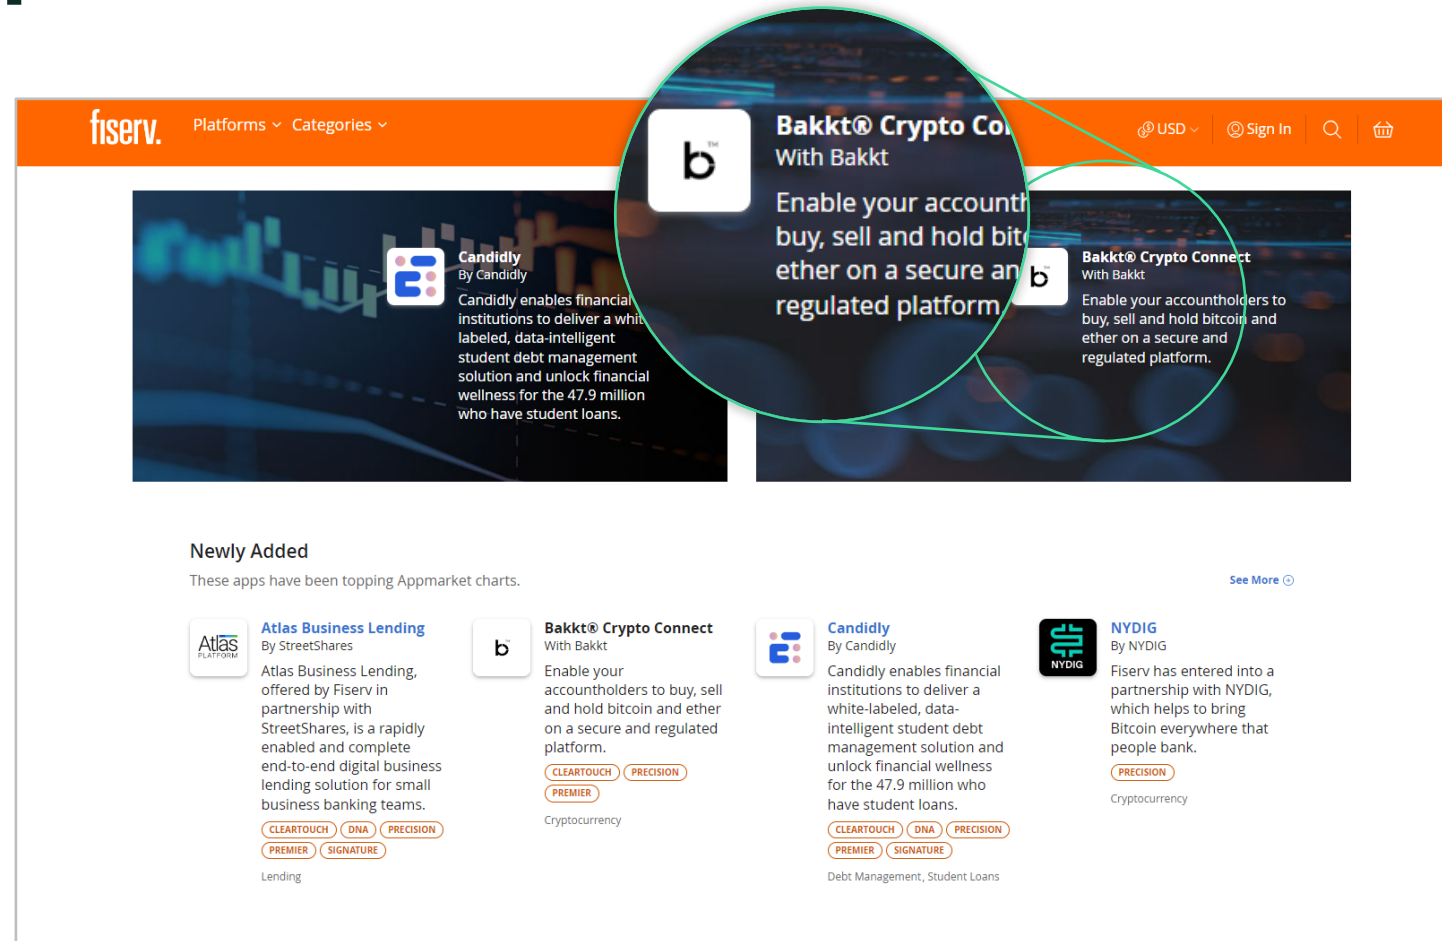 fiserv.
Platforms
Categories
USD
Sign In
Bakkt® Crypto Co
With Bakkt
Enable your accounth
buy, sell and hold bit
ether on a secure an
regulated platform.
b™
Candidly
By Candidly
Candidly enables financial
institutions to deliver a whit
labeled, data-intelligent
student debt management
solution and unlock financial
wellness for the 47.9 million
who have student loans.
b
Bakkt® Crypto Connect
With Bakkt
Enable your accountholders to
buy, sell and hold bitcoin and
ether on a secure and
regulated platform.
Newly Added
These apps have been topping Appmarket charts.
See More
Atlas
PLATFORM
Atlas Business Lending
By StreetShares
Atlas Business Lending,
offered by Fiserv in
partnership with
StreetShares, is a rapidly
enabled and complete
end-to-end digital business
lending solution for small
business banking teams.
CLEARTOUCH DNA PRECISION
PREMIER SIGNATURE
Lending
b™
Bakkt® Crypto Connect
With Bakkt
Enable your
accountholders to buy, sell
and hold bitcoin and ether
on a secure and regulated
platform.
CLEARTOUCH PRECISION
PREMIER
Cryptocurrency
Candidly
By Candidly
Candidly enables financial
institutions to deliver a
white-labeled, data-
intelligent student debt
management solution and
unlock financial wellness
for the 47.9 million who
have student loans.
CLEARTOUCH DNA PRECISION
PREMIER SIGNATURE
Debt Management, Student Loans
NYDIG
NYDIG
By NYDIG
Fiserv has entered into a
partnership with NYDIG,
which helps to bring
Bitcoin everywhere that
people bank.
PRECISION
Cryptocurrency